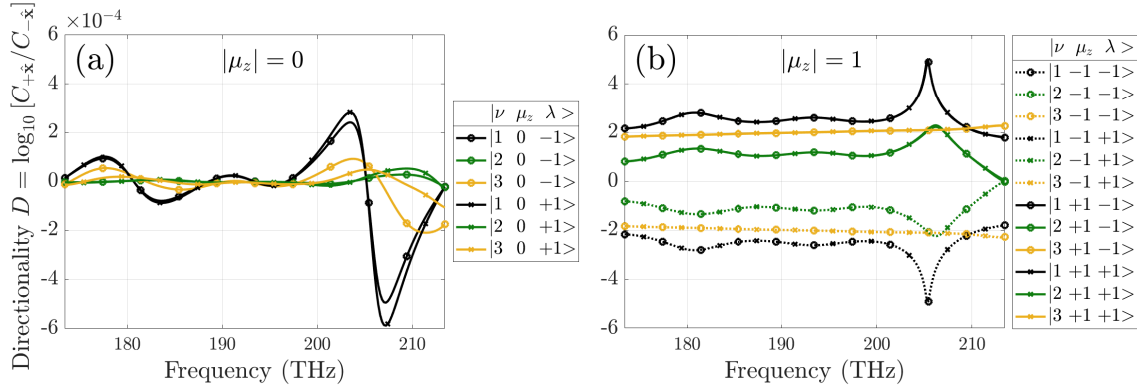 Directionality D = log₁₀ [C₊ₓ̂/C₋ₓ̂]
×10⁻⁴
6
4
2
0
-2
-4
-6
(a)
|μ_z| = 0
180
190
200
210
Frequency (THz)
|ν μ_z λ >
|1 0 −1>
|2 0 −1>
|3 0 −1>
|1 0 +1>
|2 0 +1>
|3 0 +1>
6
4
2
0
-2
-4
-6
(b)
|μ_z| = 1
180
190
200
210
Frequency (THz)
|ν μ_z λ >
|1 −1 −1>
|2 −1 −1>
|3 −1 −1>
|1 −1 +1>
|2 −1 +1>
|3 −1 +1>
|1 +1 −1>
|2 +1 −1>
|3 +1 −1>
|1 +1 +1>
|2 +1 +1>
|3 +1 +1>